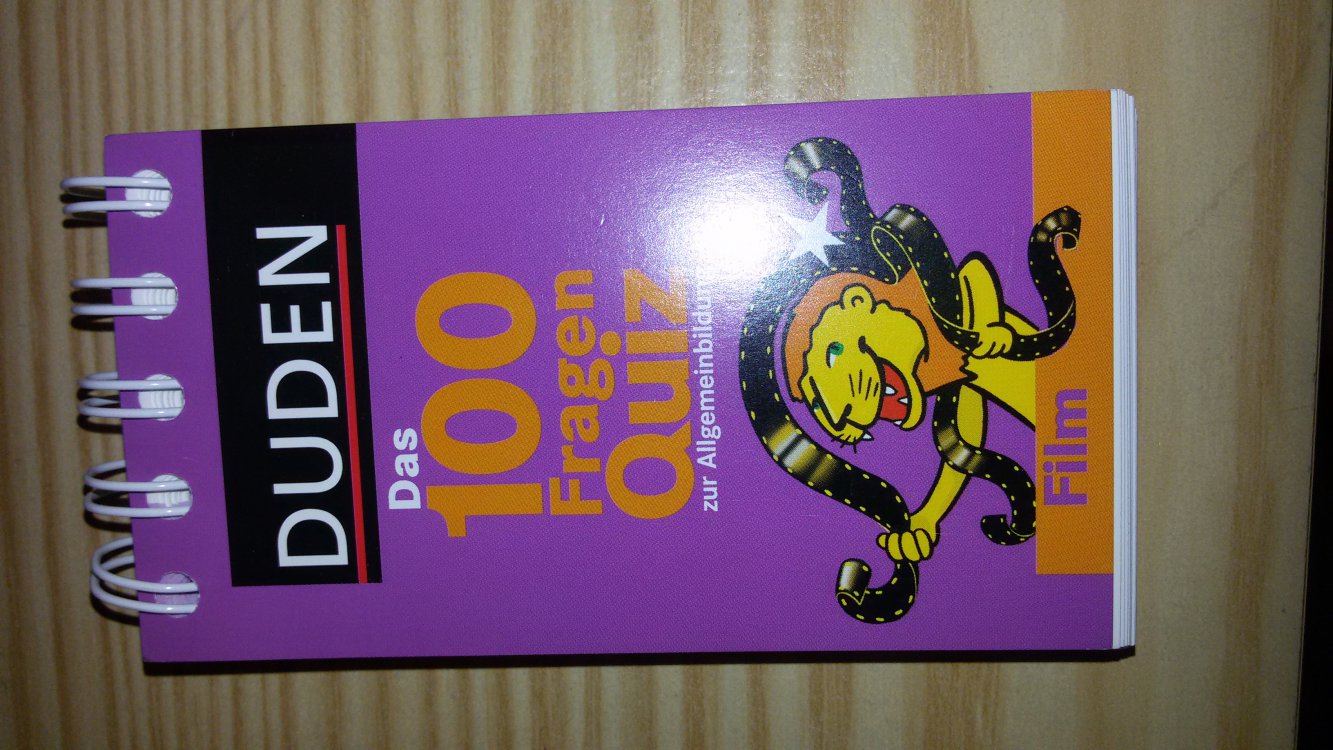 DUDEN
Das
100
Fragen
Quiz
zur Allgemeinbildung
Film